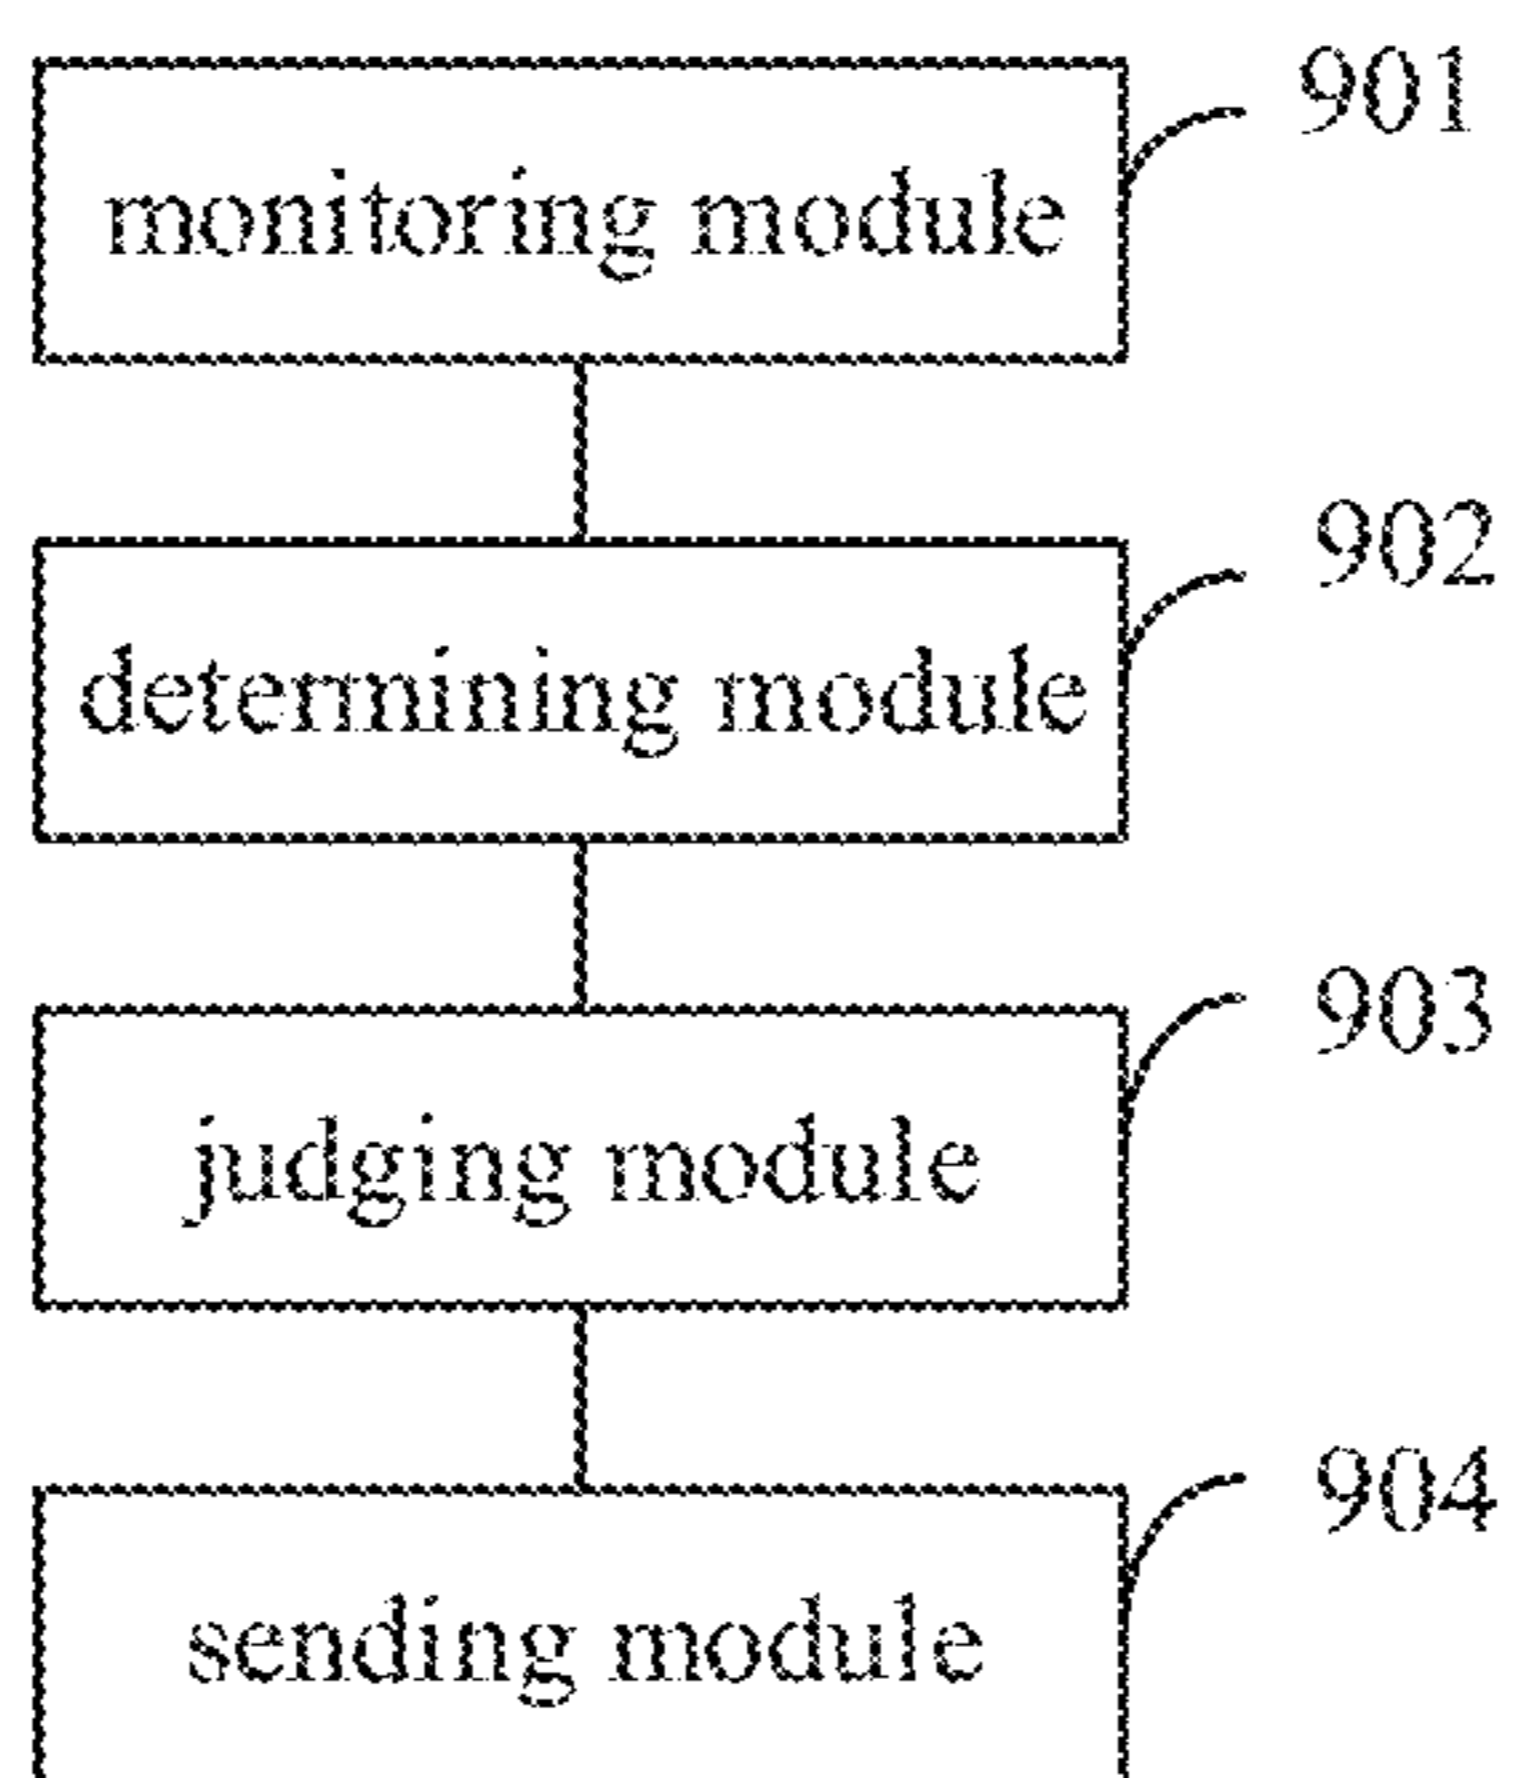 901
monitoring module
902
determining module
903
judging module
904
sending module